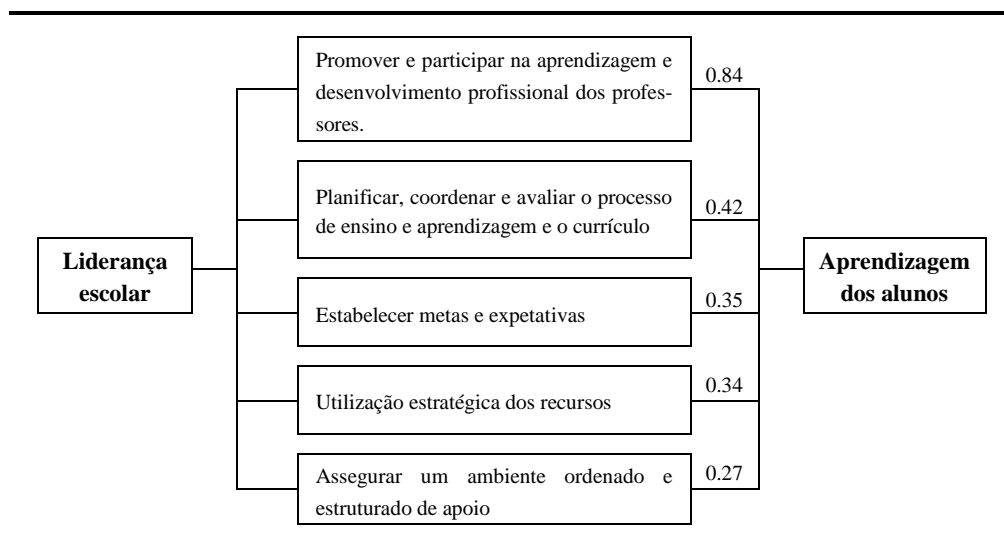 Promover e participar na aprendizagem e
desenvolvimento profissional dos profes-
sores.
0.84
Planificar, coordenar e avaliar o processo
de ensino e aprendizagem e o currículo
0.42
Liderança
escolar
Aprendizagem
dos alunos
Estabelecer metas e expetativas
0.35
Utilização estratégica dos recursos
0.34
Assegurar um ambiente ordenado e
estruturado de apoio
0.27